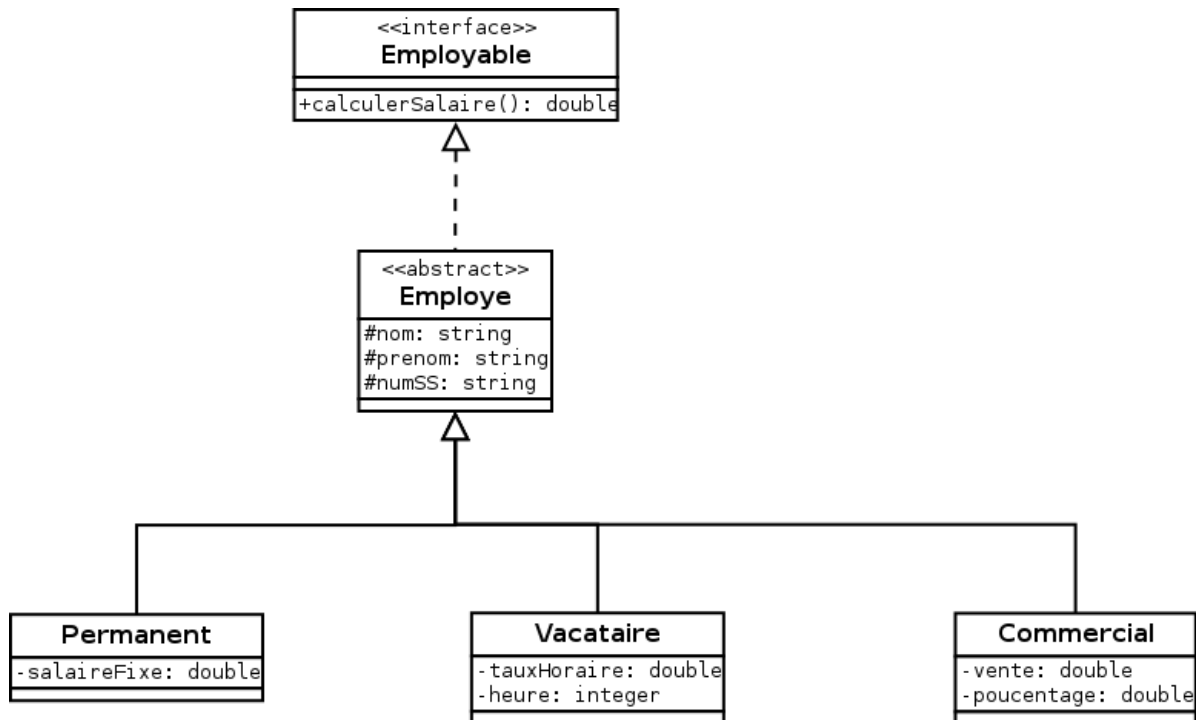 <<interface>>
Employable
+calculerSalaire(): double
<<abstract>>
Employe
#nom: string
#prenom: string
#numSS: string
Permanent
-salaireFixe: double
Vacataire
-tauxHoraire: double
-heure: integer
Commercial
-vente: double
-poucentage: double